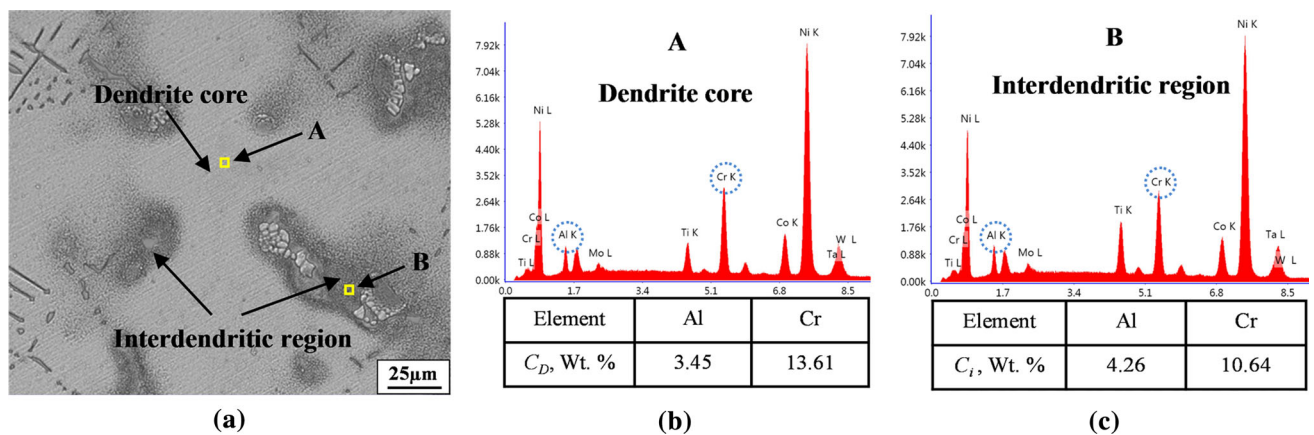 Dendrite core
A
B
Interdendritic region
25μm
(a)
A
Dendrite core
7.92k
7.04k
6.16k
5.28k
4.40k
3.52k
2.64k
1.76k
0.88k
0.00k
Ni L
Co L
Cr L
Ti L
Al K
Mo L
Ti K
Cr K
Co K
Ni K
W L
Ta L
0.0 1.7 3.4 5.1 6.8 8.5
Element Al Cr
C_D, Wt. % 3.45 13.61
(b)
B
Interdendritic region
7.92k
7.04k
6.16k
5.28k
4.40k
3.52k
2.64k
1.76k
0.88k
0.00k
Ni L
Co L
Cr L
Ti L
Al K
Mo L
Ti K
Cr K
Co K
Ni K
Ta L
W L
0.0 1.7 3.4 5.1 6.8 8.5
Element Al Cr
C_i, Wt. % 4.26 10.64
(c)